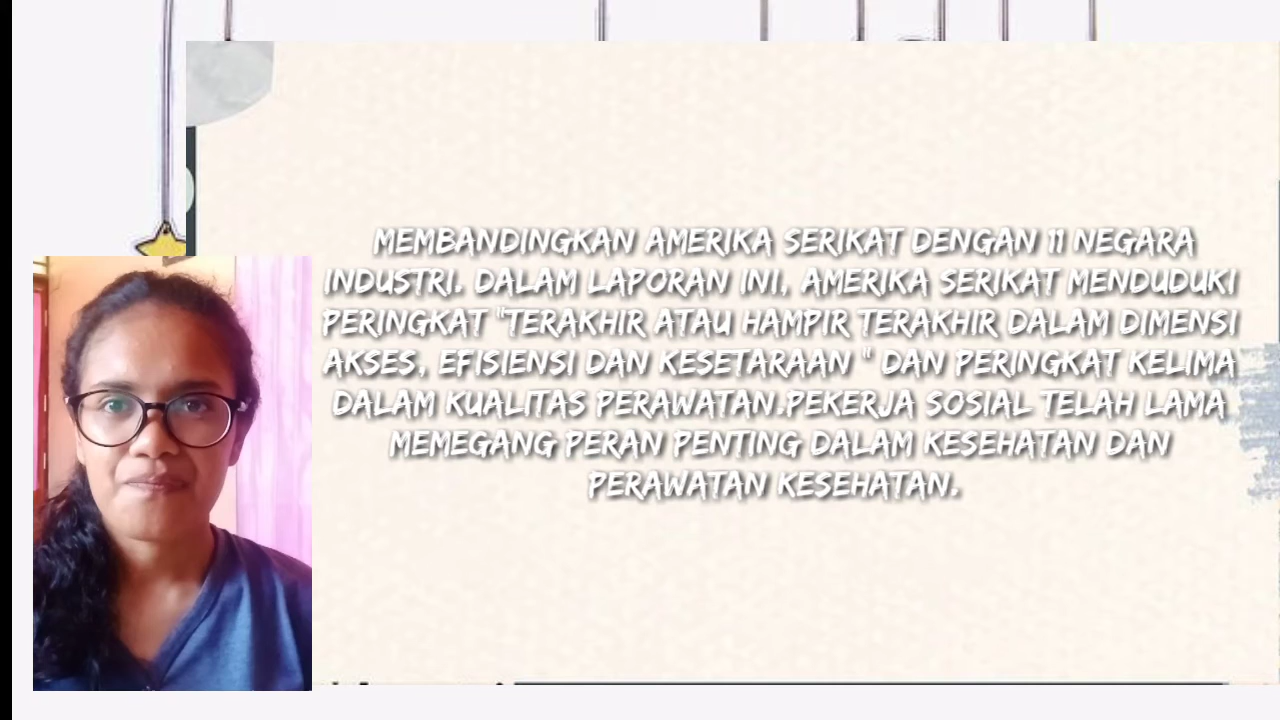 MEMBANDINGKAN AMERIKA SERIKAT DENGAN 11 NEGARA
INDUSTRI. DALAM LAPORAN INI, AMERIKA SERIKAT MENDUDUKI
PERINGKAT "TERAKHIR ATAU HAMPIR TERAKHIR DALAM DIMENSI
AKSES, EFISIENSI DAN KESETARAAN " DAN PERINGKAT KELIMA
DALAM KUALITAS PERAWATAN.PEKERJA SOSIAL TELAH LAMA
MEMEGANG PERAN PENTING DALAM KESEHATAN DAN
PERAWATAN KESEHATAN.